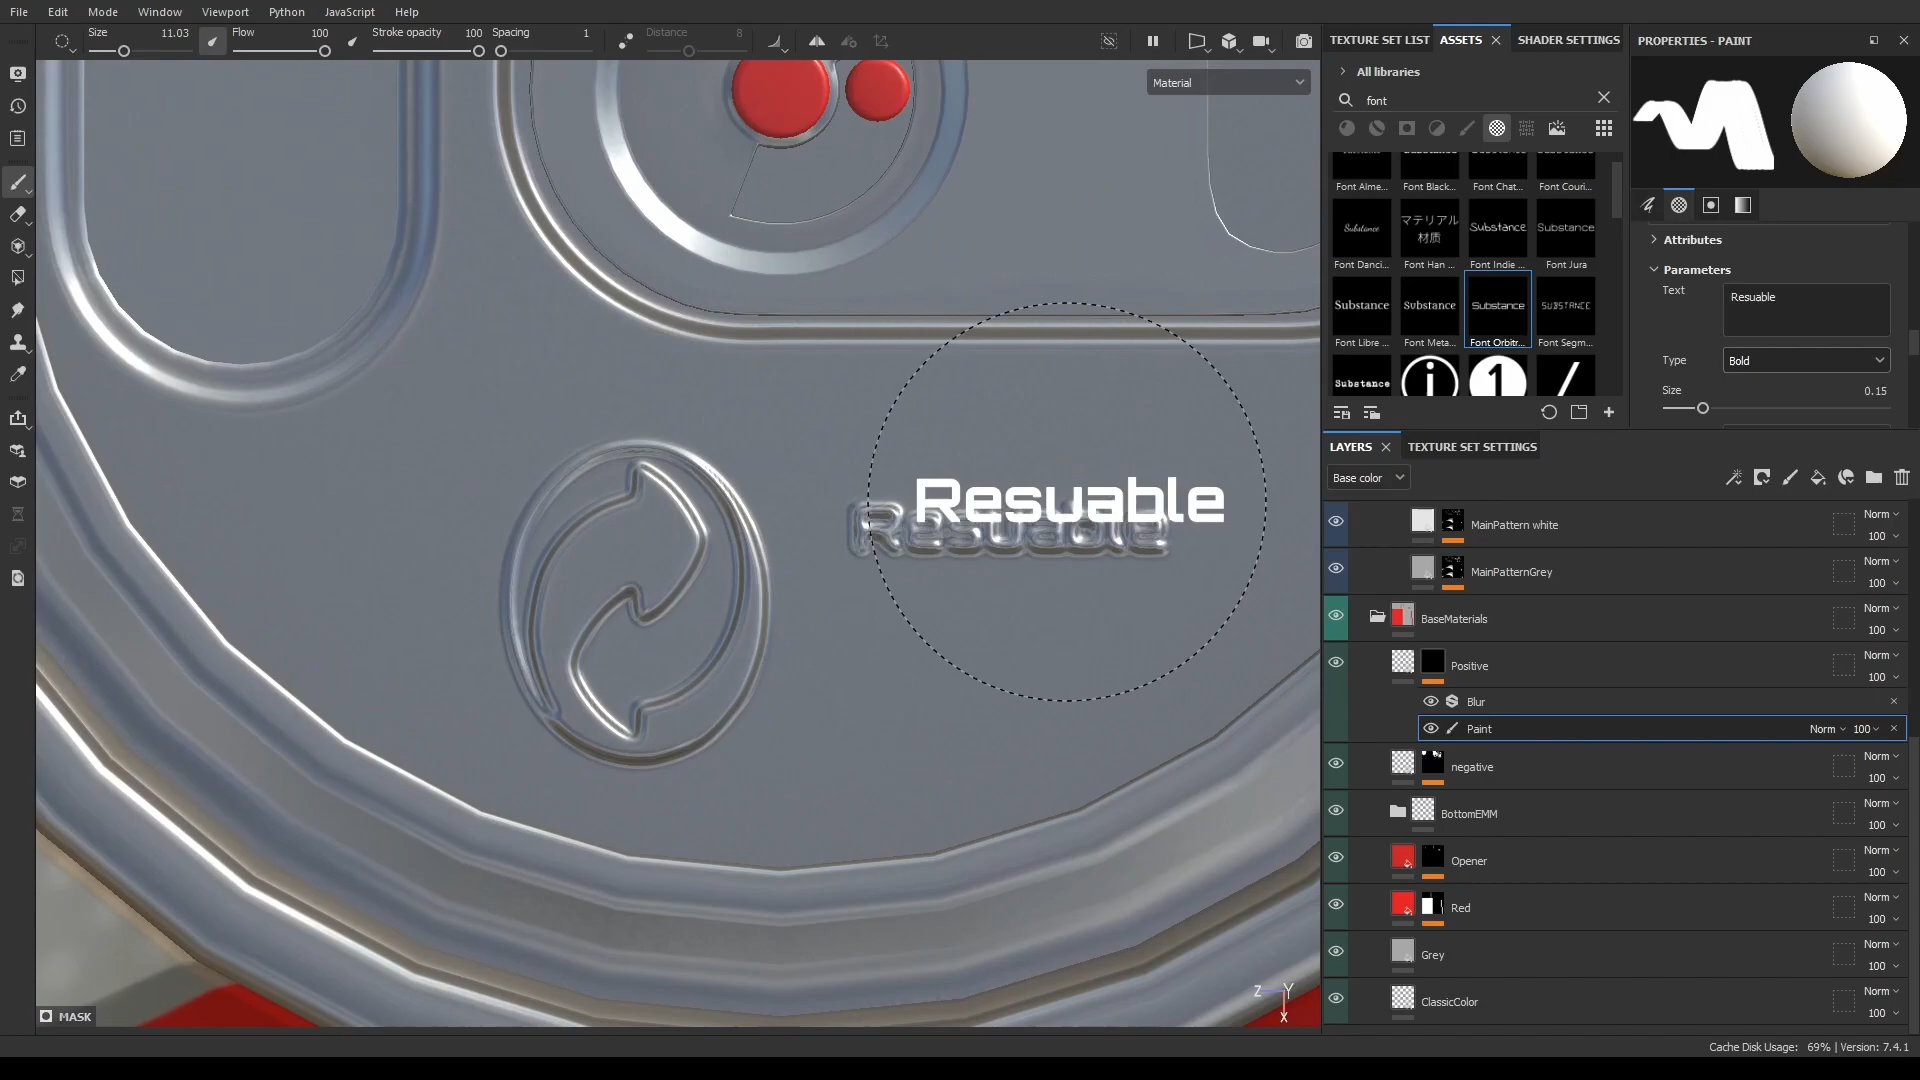 File Edit Mode Window Viewport Python JavaScript Help
Size 11.03 Flow 100 Stroke opacity 100 Spacing 1 Distance 8
Material
Resuable
Resuable
MASK
Z Y
X
TEXTURE SET LIST ASSETS SHADER SETTINGS
All libraries
font
Font Alme... Font Black... Font Chat... Font Couri...
Substance マテリアル Substance Substance
材质
Font Danci... Font Han ... Font Indie ... Font Jura
Substance Substance Substance SUBSTANCE
Font Libre ... Font Meta... Font Orbitr... Font Segm...
Substance i 1 /
PROPERTIES - PAINT
Attributes
Parameters
Text Resuable
Type Bold
Size 0.15
LAYERS TEXTURE SET SETTINGS
Base color
MainPattern white Norm 100
MainPatternGrey Norm 100
BaseMaterials Norm 100
Positive Norm 100
Blur
Paint Norm 100
negative Norm 100
BottomEMM Norm 100
Opener Norm 100
Red Norm 100
Grey Norm 100
ClassicColor Norm 100
Cache Disk Usage: 69% | Version: 7.4.1